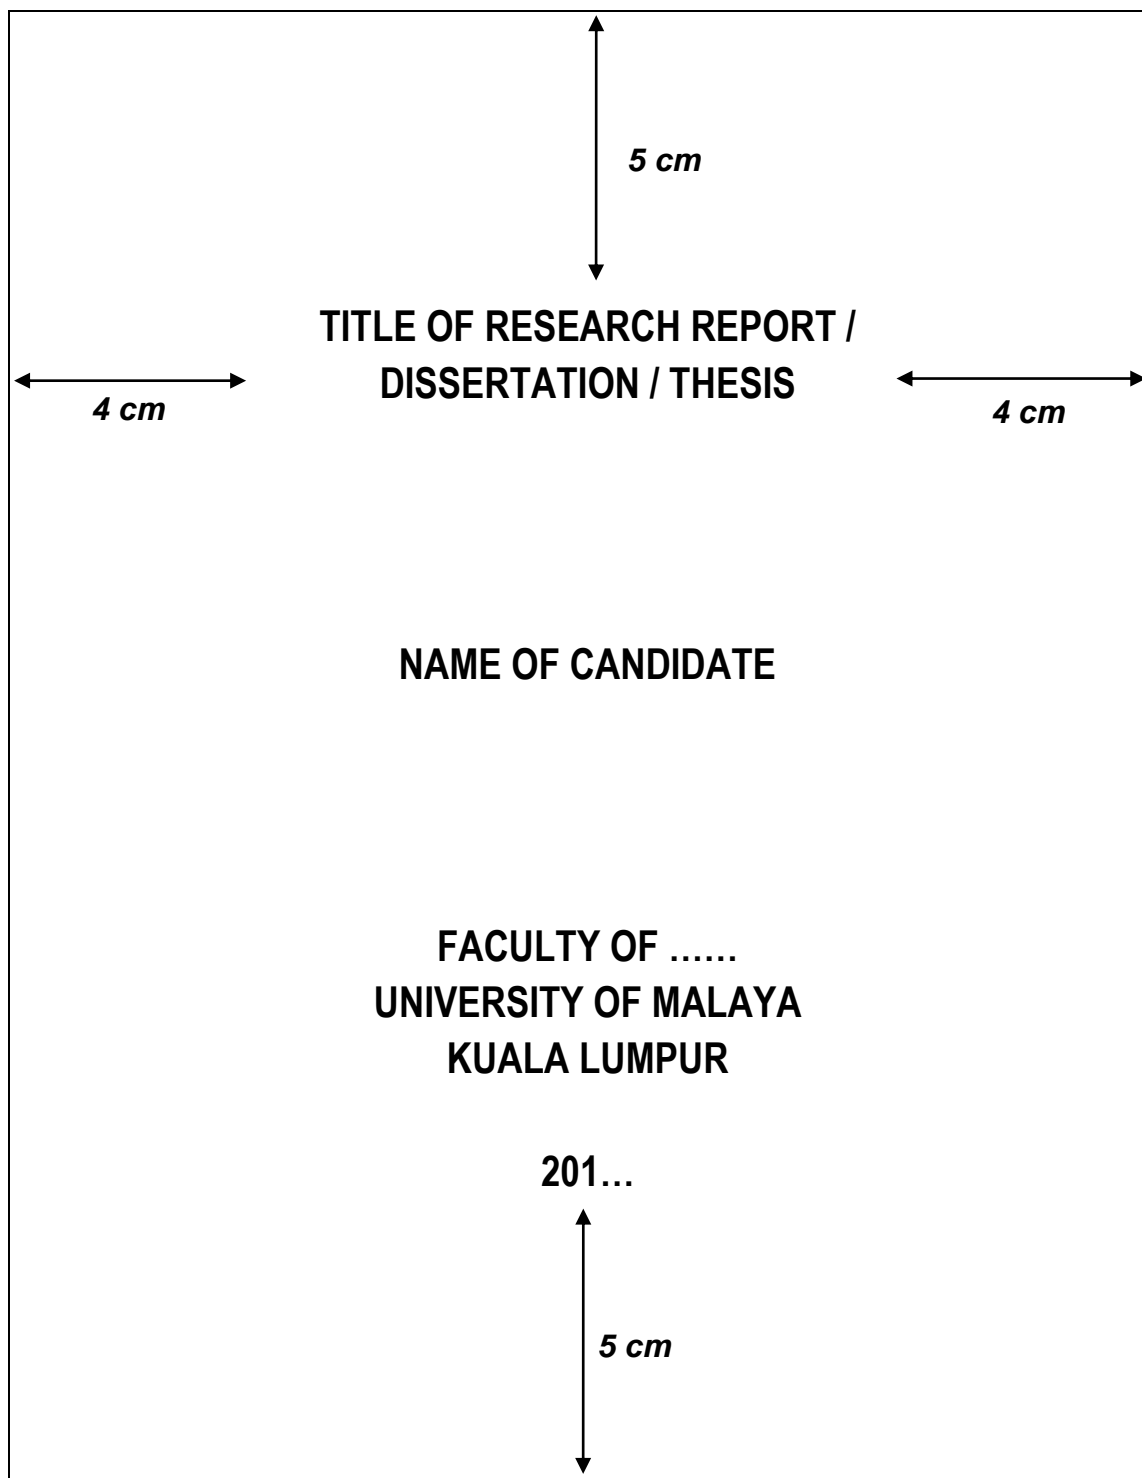 5 cm
TITLE OF RESEARCH REPORT /
DISSERTATION / THESIS
4 cm
4 cm
NAME OF CANDIDATE
FACULTY OF ……
UNIVERSITY OF MALAYA
KUALA LUMPUR
201…
5 cm